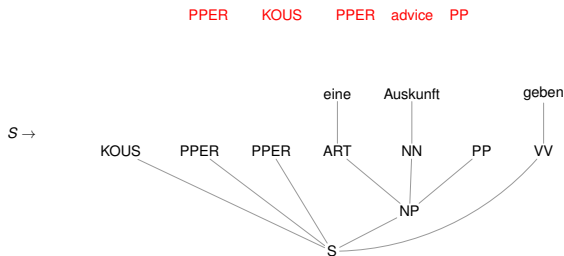 PPER KOUS PPER advice PP
eine Auskunft geben
S →
KOUS PPER PPER ART NN PP VV
NP
S